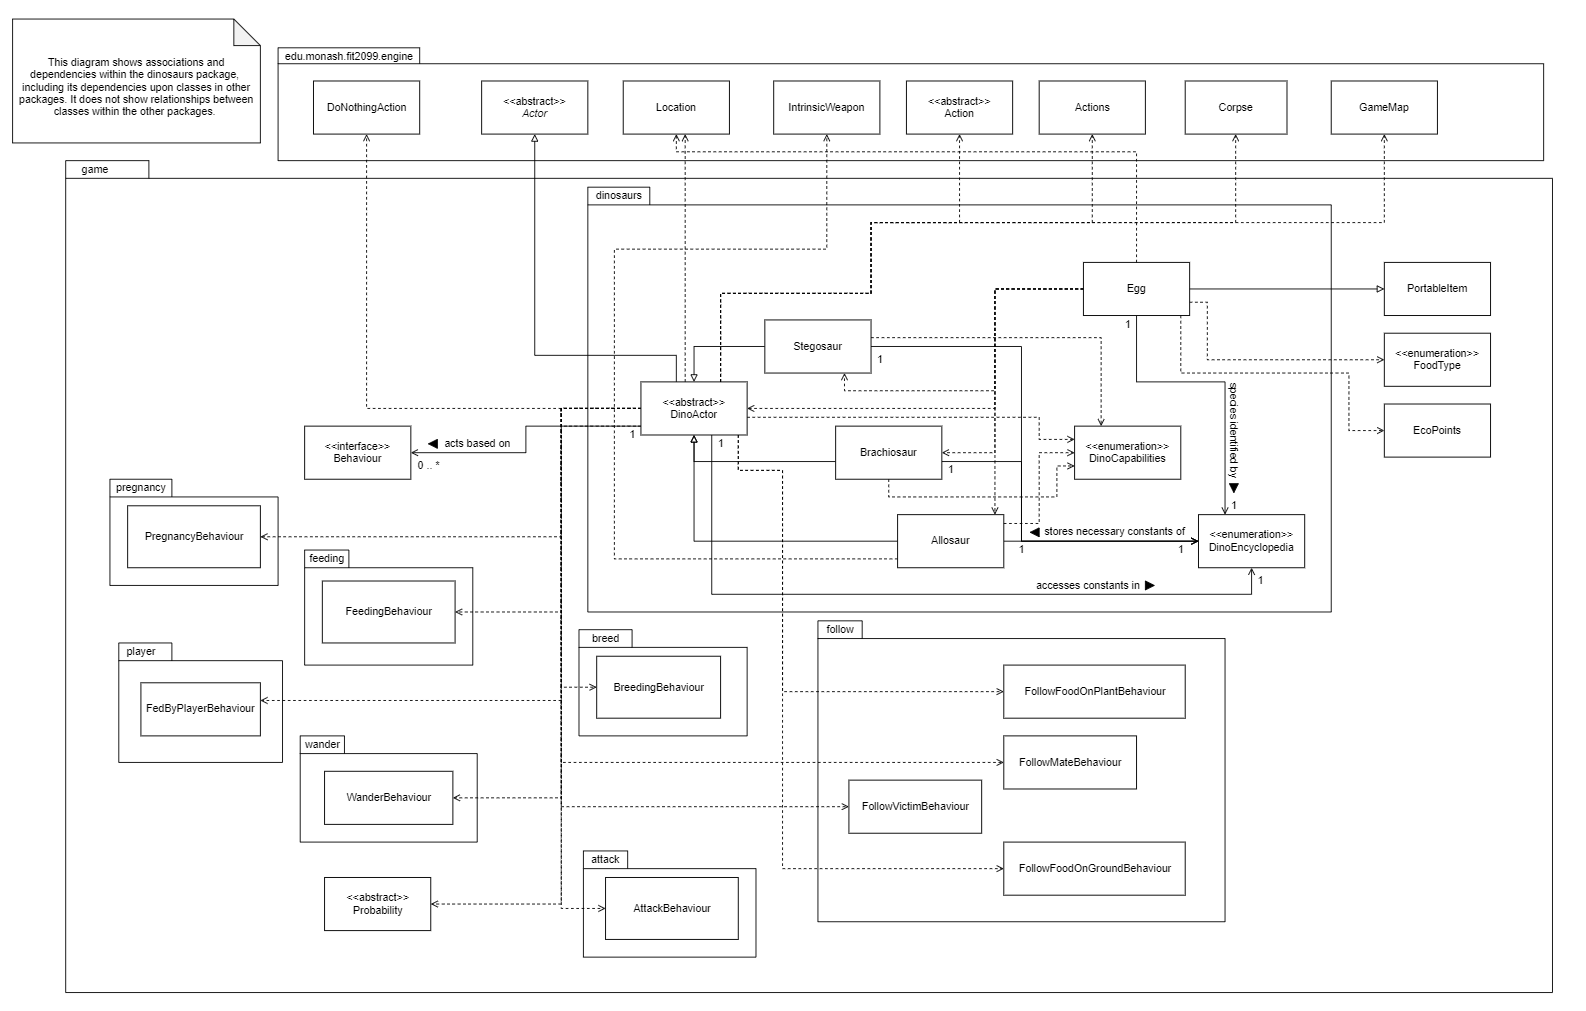 This diagram shows associations and
dependencies within the dinosaurs package,
including its dependencies upon classes in other
packages. It does not show relationships between
classes within the other packages.
edu.monash.fit2099.engine
DoNothingAction
<<abstract>>
Actor
Location
IntrinsicWeapon
<<abstract>>
Action
Actions
Corpse
GameMap
game
dinosaurs
Egg
1
PortableItem
Stegosaur
1
<<enumeration>>
FoodType
<<abstract>>
DinoActor
1
1
species identified by
1
EcoPoints
<<interface>>
Behaviour
acts based on
0 .. *
Brachiosaur
1
<<enumeration>>
DinoCapabilities
pregnancy
PregnancyBehaviour
Allosaur
1
stores necessary constants of
1
<<enumeration>>
DinoEncyclopedia
accesses constants in
1
feeding
FeedingBehaviour
player
FedByPlayerBehaviour
breed
BreedingBehaviour
follow
FollowFoodOnPlantBehaviour
FollowMateBehaviour
FollowVictimBehaviour
FollowFoodOnGroundBehaviour
wander
WanderBehaviour
attack
AttackBehaviour
<<abstract>>
Probability